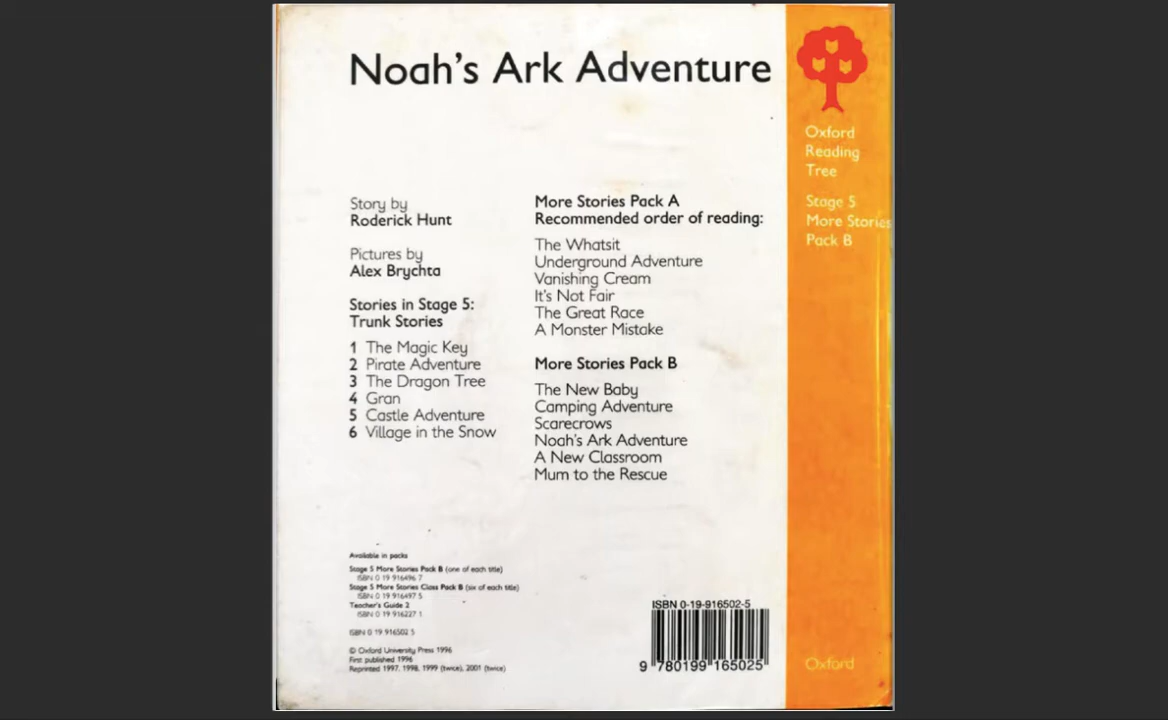 Noah's Ark Adventure
Story by
Roderick Hunt
Pictures by
Alex Brychta
Stories in Stage 5:
Trunk Stories
1 The Magic Key
2 Pirate Adventure
3 The Dragon Tree
4 Gran
5 Castle Adventure
6 Village in the Snow
More Stories Pack A
Recommended order of reading:
The Whatsit
Underground Adventure
Vanishing Cream
It's Not Fair
The Great Race
A Monster Mistake
More Stories Pack B
The New Baby
Camping Adventure
Scarecrows
Noah's Ark Adventure
A New Classroom
Mum to the Rescue
Available in packs
Stage 5 More Stories Pack B (one of each title)
ISBN 0 19 916496 7
Stage 5 More Stories Class Pack B (six of each title)
ISBN 0 19 916497 5
Teacher's Guide 2
ISBN 0 19 916227 1
ISBN 0 19 916502 5
© Oxford University Press 1996
First published 1996
Reprinted 1997, 1998, 1999 (twice), 2001 (twice)
ISBN 0-19-916502-5
9 780199 165025
Oxford
Reading
Tree
Stage 5
More Stories
Pack B
Oxford